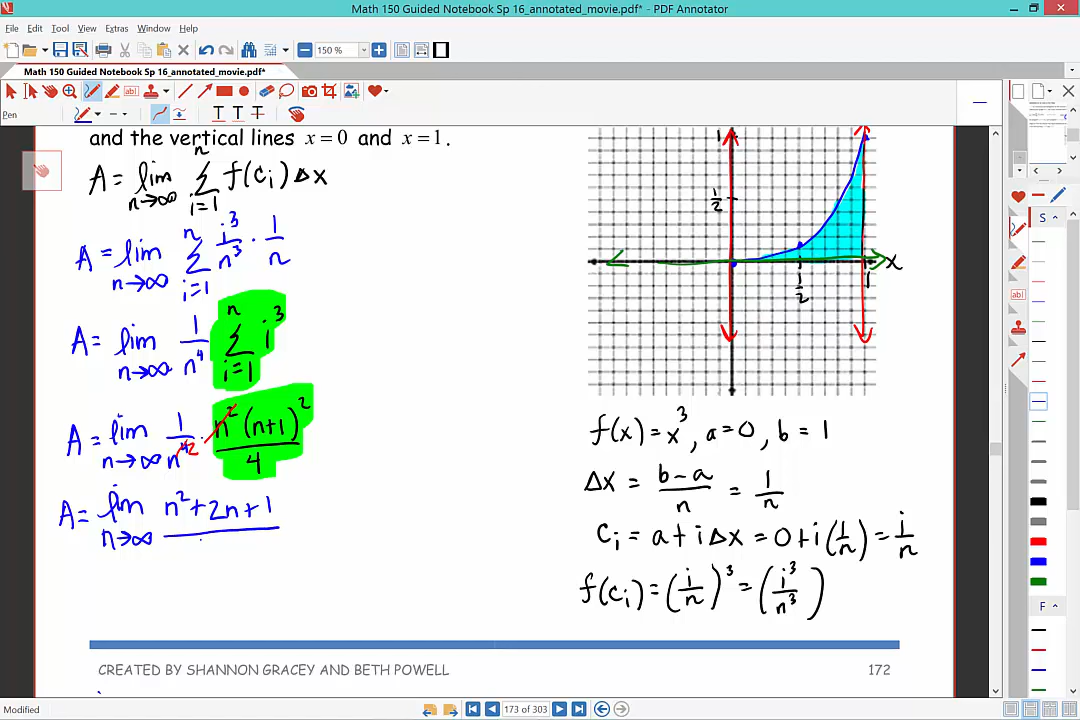 Math 150 Guided Notebook Sp 16_annotated_movie.pdf* - PDF Annotator
File Edit Tool View Extras Window Help
150 %
Math 150 Guided Notebook Sp 16_annotated_movie.pdf*
Pen
and the vertical lines x = 0 and x = 1.
A = lim n→∞ n Σ i=1 f(ci) Δx
A = lim n→∞ n Σ i=1 i³/n³ · 1/n
A = lim n→∞ 1/n⁴ n Σ i=1 i³
A = lim n→∞ 1/n⁴ 2 · n²(n+1)²/4
A = lim n→∞ n²+2n+1
1
1/2
x
1/2
1
f(x) = x³, a=0, b=1
Δx = b-a/n = 1/n
ci = a+iΔx = 0+i(1/n) = i/n
f(ci) = (i/n)³ = (i³/n³)
CREATED BY SHANNON GRACEY AND BETH POWELL 172
S
F
Modified
173 of 303